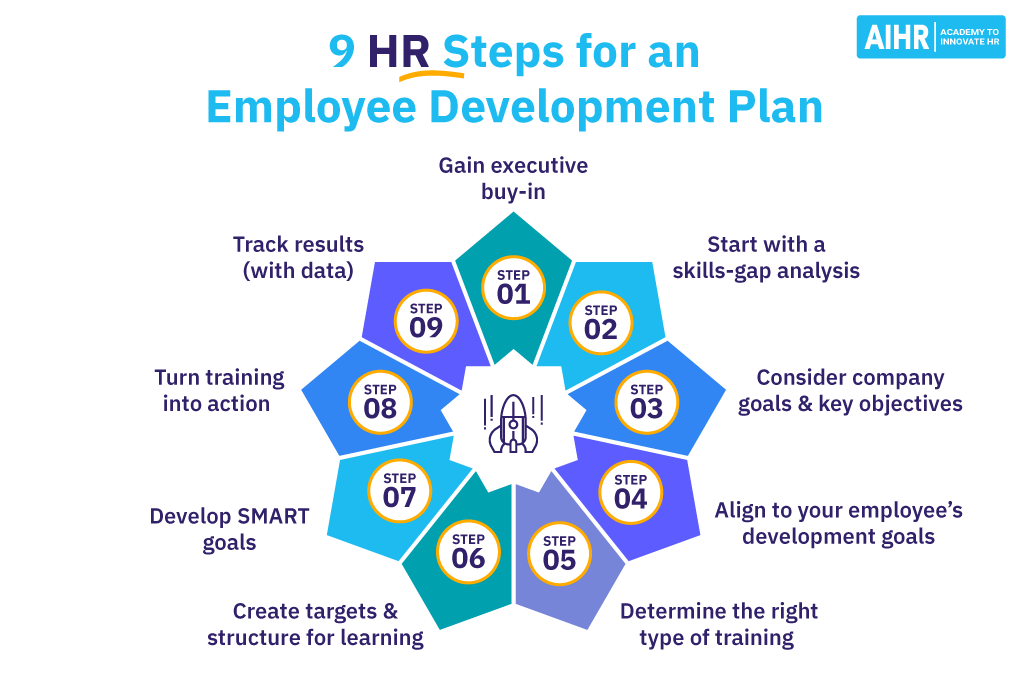 AIHR
ACADEMY TO
INNOVATE HR
9 HR Steps for an
Employee Development Plan
Gain executive
buy-in
STEP
01
Start with a
skills-gap analysis
STEP
02
Consider company
goals & key objectives
STEP
03
Align to your employee’s
development goals
STEP
04
Determine the right
type of training
STEP
05
Create targets &
structure for learning
STEP
06
Develop SMART
goals
STEP
07
Turn training
into action
STEP
08
Track results
(with data)
STEP
09